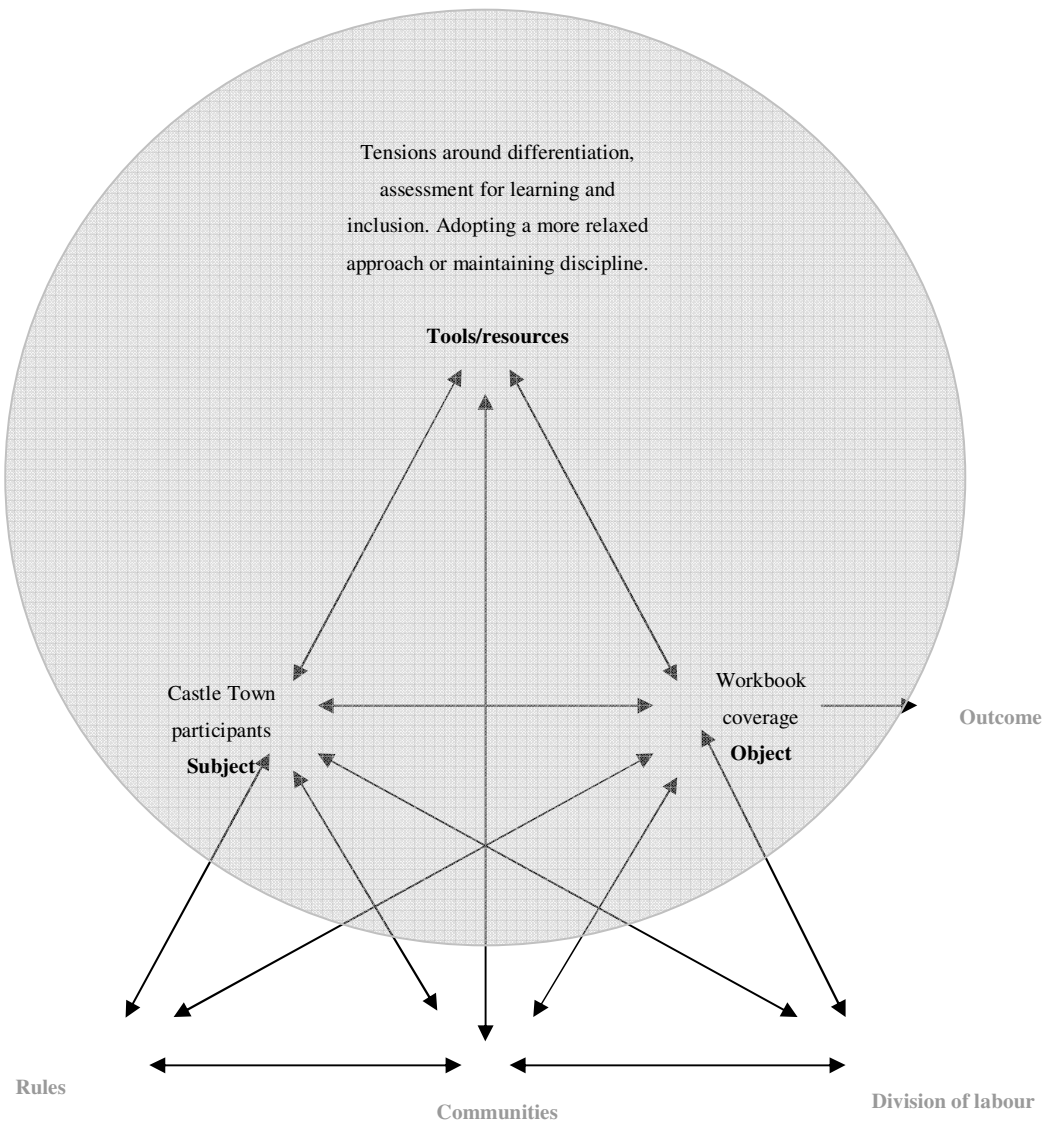 Tensions around differentiation,
assessment for learning and
inclusion. Adopting a more relaxed
approach or maintaining discipline.
Tools/resources
Castle Town
participants
Subject
Workbook
coverage
Object
Outcome
Rules
Communities
Division of labour